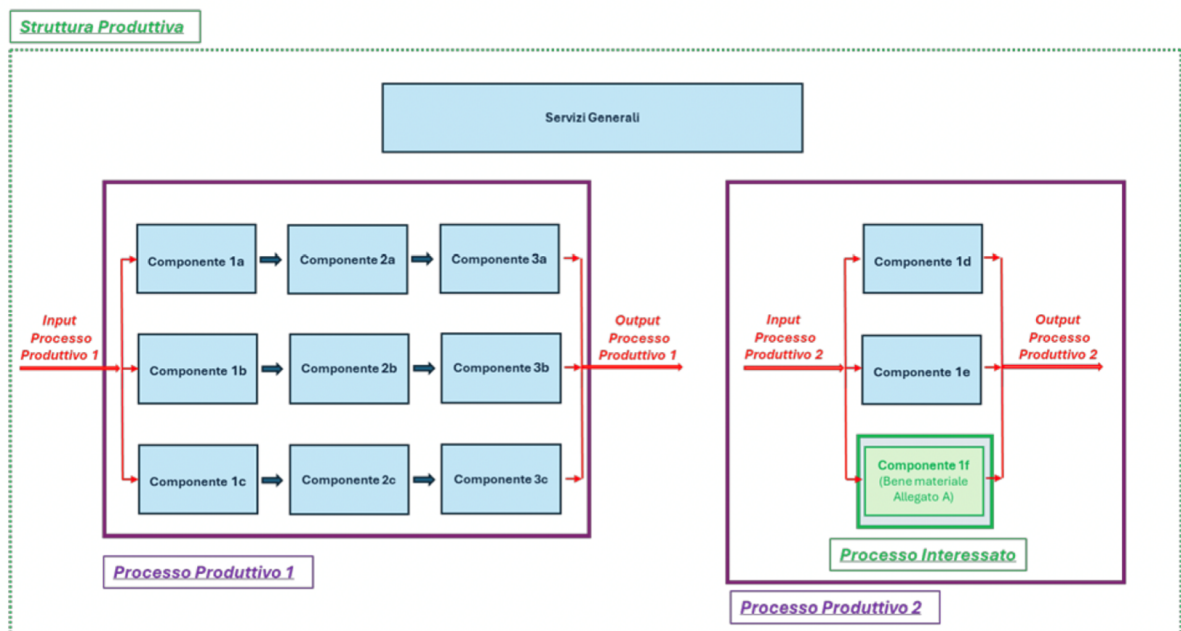 Struttura Produttiva
Servizi Generali
Componente 1a
Componente 2a
Componente 3a
Input
Processo
Produttivo 1
Componente 1b
Componente 2b
Componente 3b
Output
Processo
Produttivo 1
Componente 1c
Componente 2c
Componente 3c
Processo Produttivo 1
Componente 1d
Input
Processo
Produttivo 2
Componente 1e
Output
Processo
Produttivo 2
Componente 1f
(Bene materiale
Allegato A)
Processo Interessato
Processo Produttivo 2